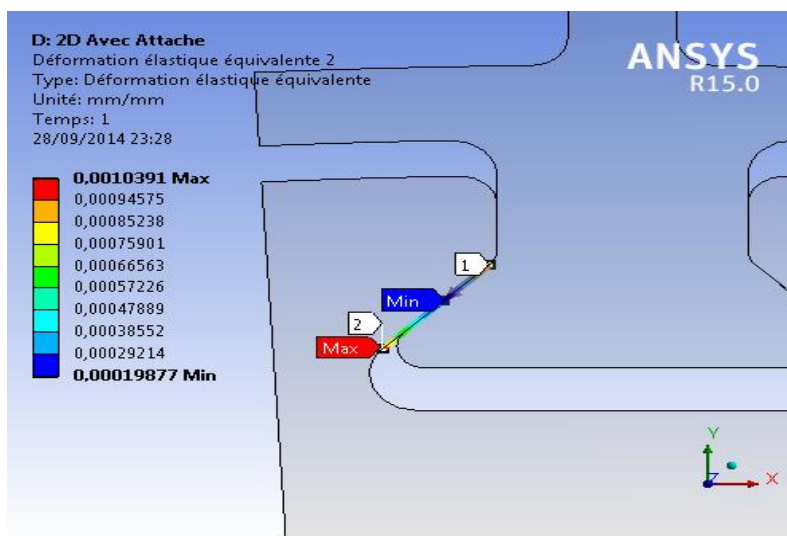 D: 2D Avec Attache
Déformation élastique équivalente 2
Type: Déformation élastique équivalente
Unité: mm/mm
Temps: 1
28/09/2014 23:28
ANSYS
R15.0
0,0010391 Max
0,00094575
0,00085238
0,00075901
0,00066563
0,00057226
0,00047889
0,00038552
0,00029214
0,00019877 Min
1
Min
2
Max
Y
Z
X